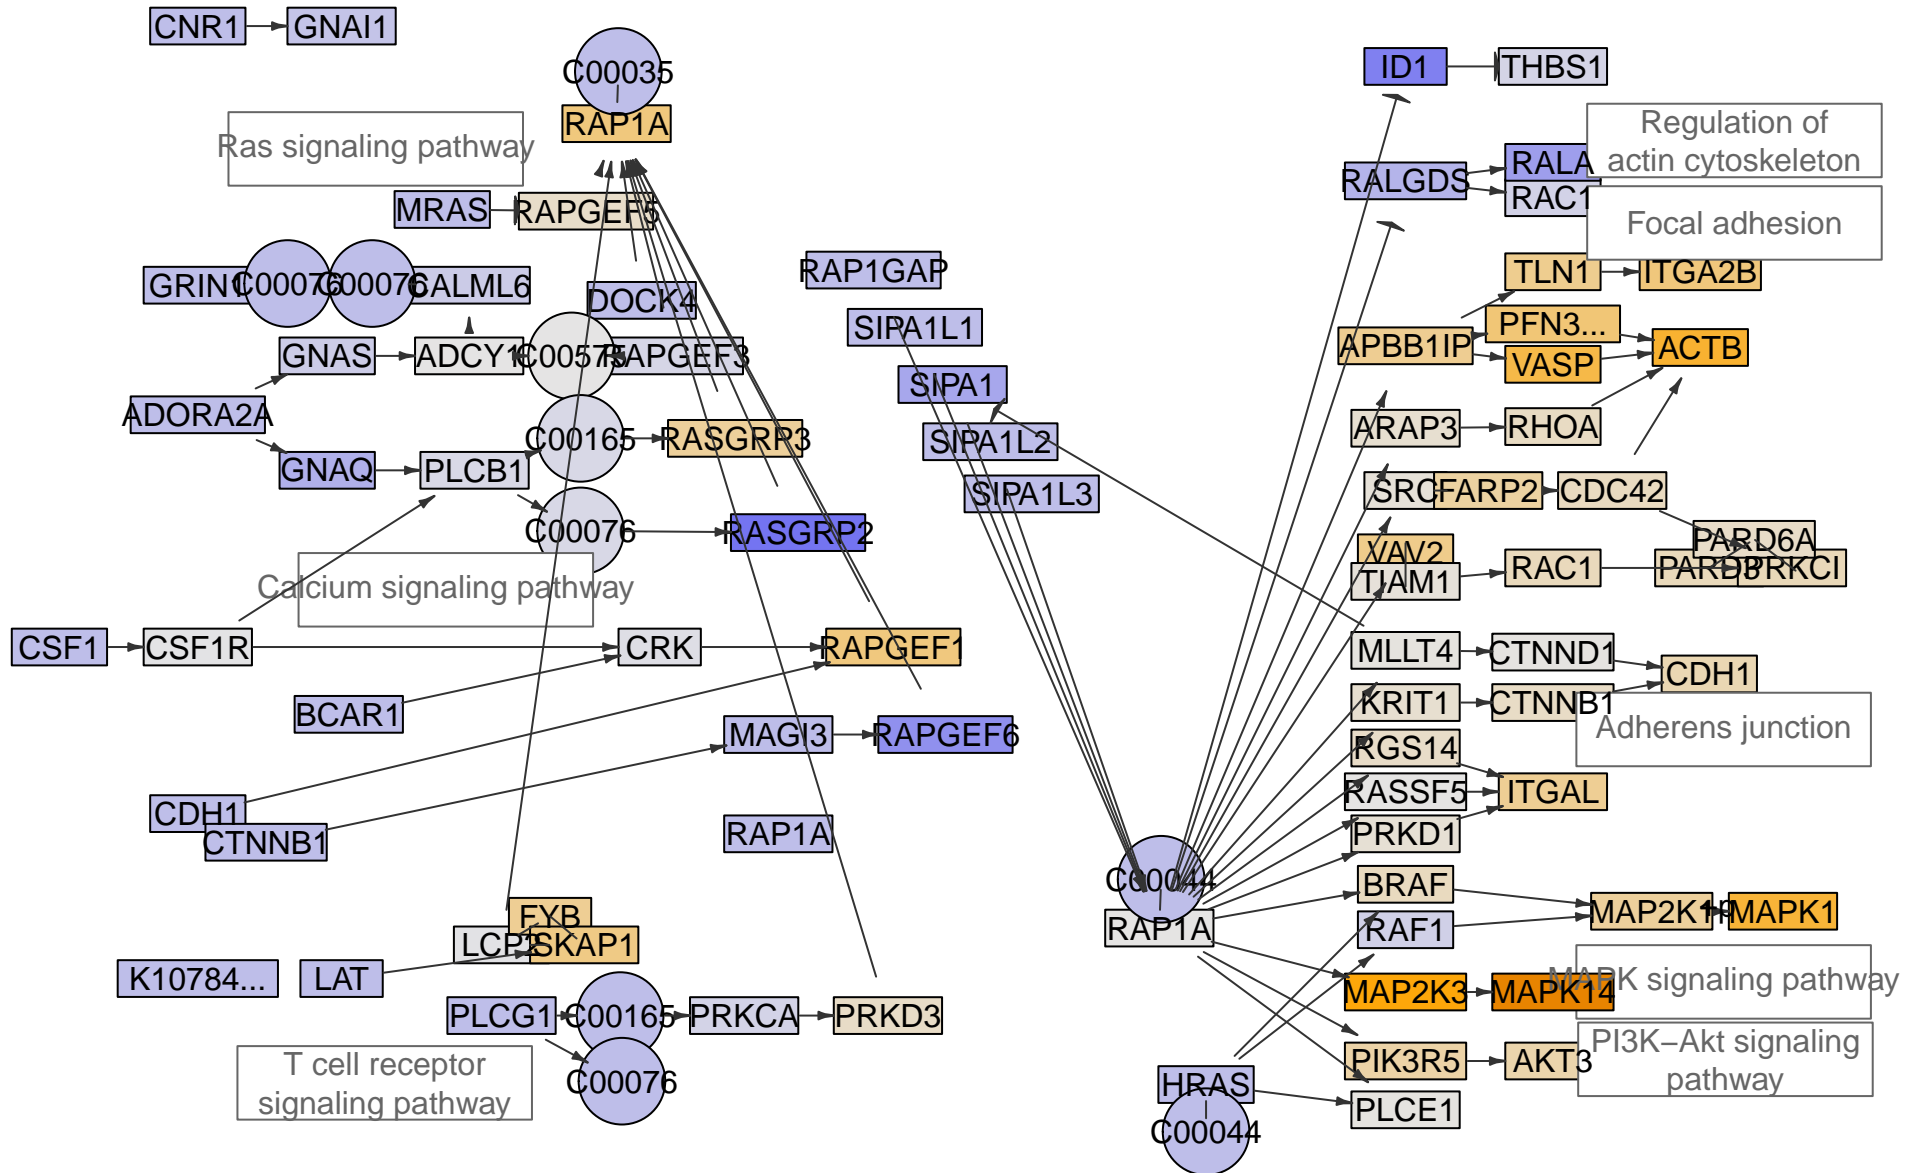 CNR1
GNAI1
C00035
RAP1A
Ras signaling pathway
MRAS
RAPGEF5
GRIN1
C00076
C00076
CALML6
DOCK4
GNAS
ADCY1
C00575
RAPGEF3
ADORA2A
C00165
RASGRP3
GNAQ
PLCB1
C00076
RASGRP2
Calcium signaling pathway
CSF1
CSF1R
CRK
RAPGEF1
BCAR1
MAGI3
RAPGEF6
CDH1
CTNNB1
RAP1A
FYB
LCP2
SKAP1
K10784...
LAT
PLCG1
C00165
PRKCA
PRKD3
C00076
T cell receptor
signaling pathway
RAP1GAP
SIPA1L1
SIPA1
SIPA1L2
SIPA1L3
C00044
RAP1A
HRAS
C00044
ID1
THBS1
Regulation of
actin cytoskeleton
RALGDS
RALA
RAC1
Focal adhesion
TLN1
ITGA2B
APBB1IP
PFN3...
VASP
ACTB
ARAP3
RHOA
SRC
FARP2
CDC42
VAV2
TIAM1
RAC1
PARD6A
PARD3
PRKCI
MLLT4
CTNND1
CDH1
KRIT1
CTNNB1
Adherens junction
RGS14
RASSF5
ITGAL
PRKD1
BRAF
RAF1
MAP2K1
MAPK1
MAP2K3
MAPK14
MAPK signaling pathway
PIK3R5
AKT3
PI3K−Akt signaling
pathway
PLCE1